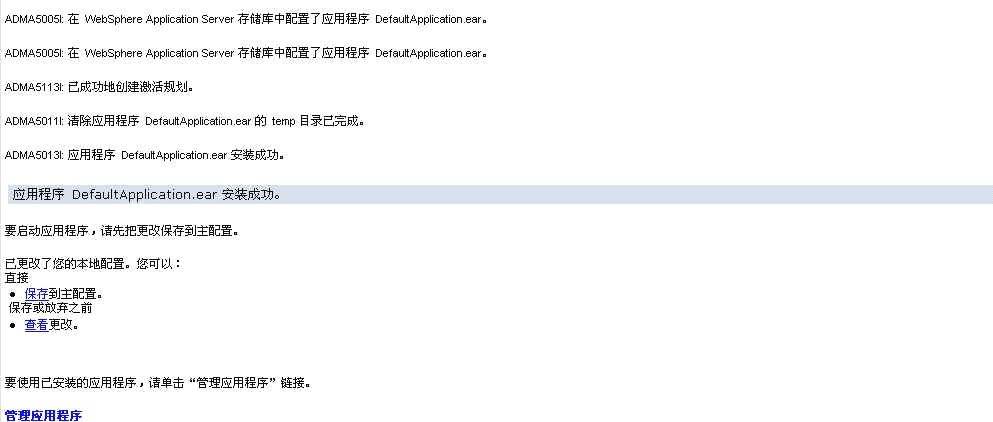 ADMA5005I: 在 WebSphere Application Server 存储库中配置了应用程序 DefaultApplication.ear。
ADMA5005I: 在 WebSphere Application Server 存储库中配置了应用程序 DefaultApplication.ear。
ADMA5113I: 已成功地创建激活规划。
ADMA5011I: 清除应用程序 DefaultApplication.ear 的 temp 目录已完成。
ADMA5013I: 应用程序 DefaultApplication.ear 安装成功。
应用程序 DefaultApplication.ear 安装成功。
要启动应用程序，请先把更改保存到主配置。
已更改了您的本地配置。您可以：
直接
● 保存到主配置。
保存或放弃之前
● 查看更改。
要使用已安装的应用程序，请单击“管理应用程序”链接。
管理应用程序